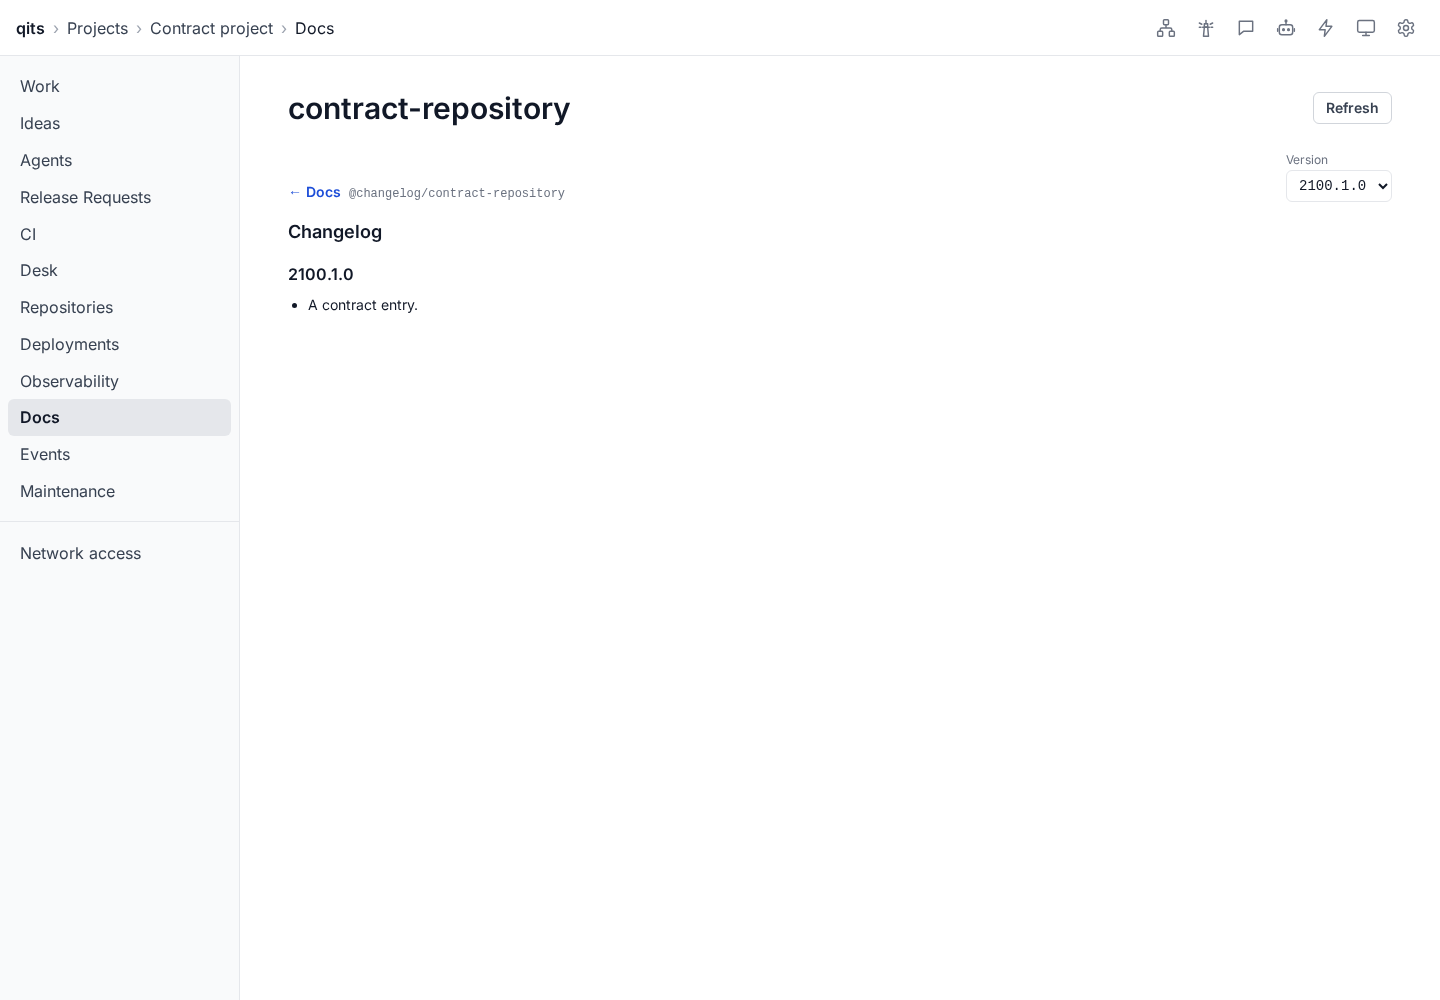 qits › Projects › Contract project › Docs
Work
Ideas
Agents
Release Requests
CI
Desk
Repositories
Deployments
Observability
Docs
Events
Maintenance
Network access
contract-repository
Refresh
Version
2100.1.0
← Docs @changelog/contract-repository
Changelog
2100.1.0
• A contract entry.